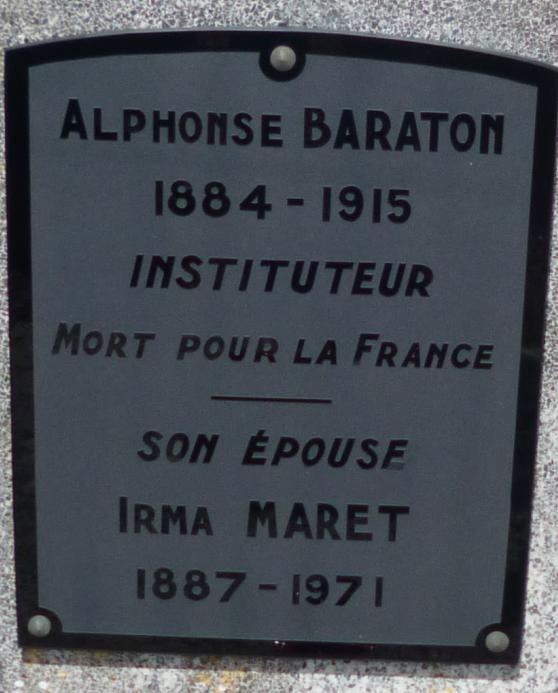 ALPHONSE BARATON
1884 - 1915
INSTITUTEUR
MORT POUR LA FRANCE
SON ÉPOUSE
IRMA MARET
1887 - 1971